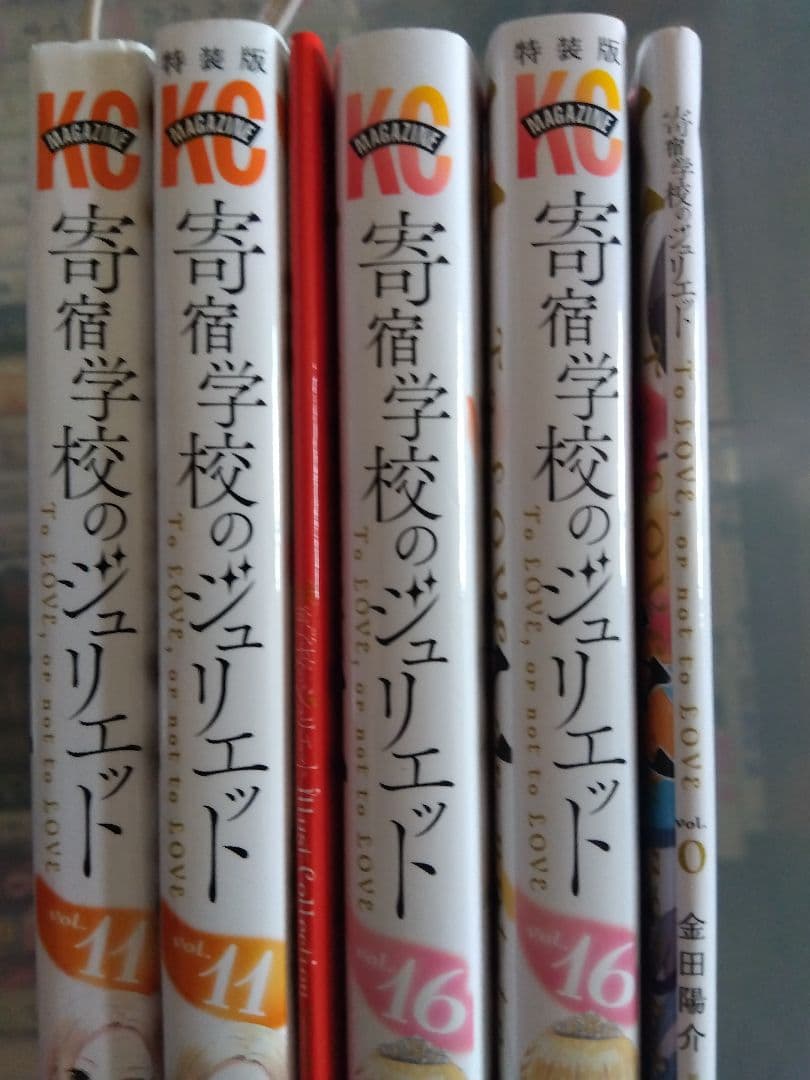 KC
MAGAZINE
寄宿学校のジュリエット
To LOVE, or not to LOVE
vol.
11
特装版
KC
MAGAZINE
寄宿学校のジュリエット
To LOVE, or not to LOVE
vol.
11
Illust Collection
KC
MAGAZINE
寄宿学校のジュリエット
To LOVE, or not to LOVE
vol.
16
特装版
KC
MAGAZINE
寄宿学校のジュリエット
To LOVE, or not to LOVE
vol.
16
寄宿学校のジュリエット
To LOVE, or not to LOVE
vol.
0
金田陽介